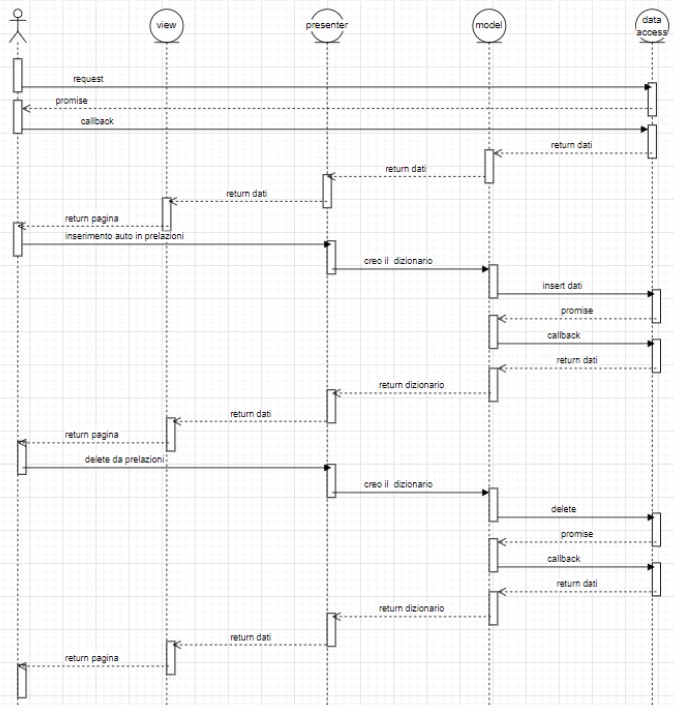 view
presenter
model
data
access
request
promise
callback
return dati
return dati
return dati
return pagina
inserimento auto in prelazioni
creo il dizionario
insert dati
promise
callback
return dati
return dizionario
return dati
return pagina
delete da prelazioni
creo il dizionario
delete
promise
callback
return dati
return dizionario
return dati
return pagina